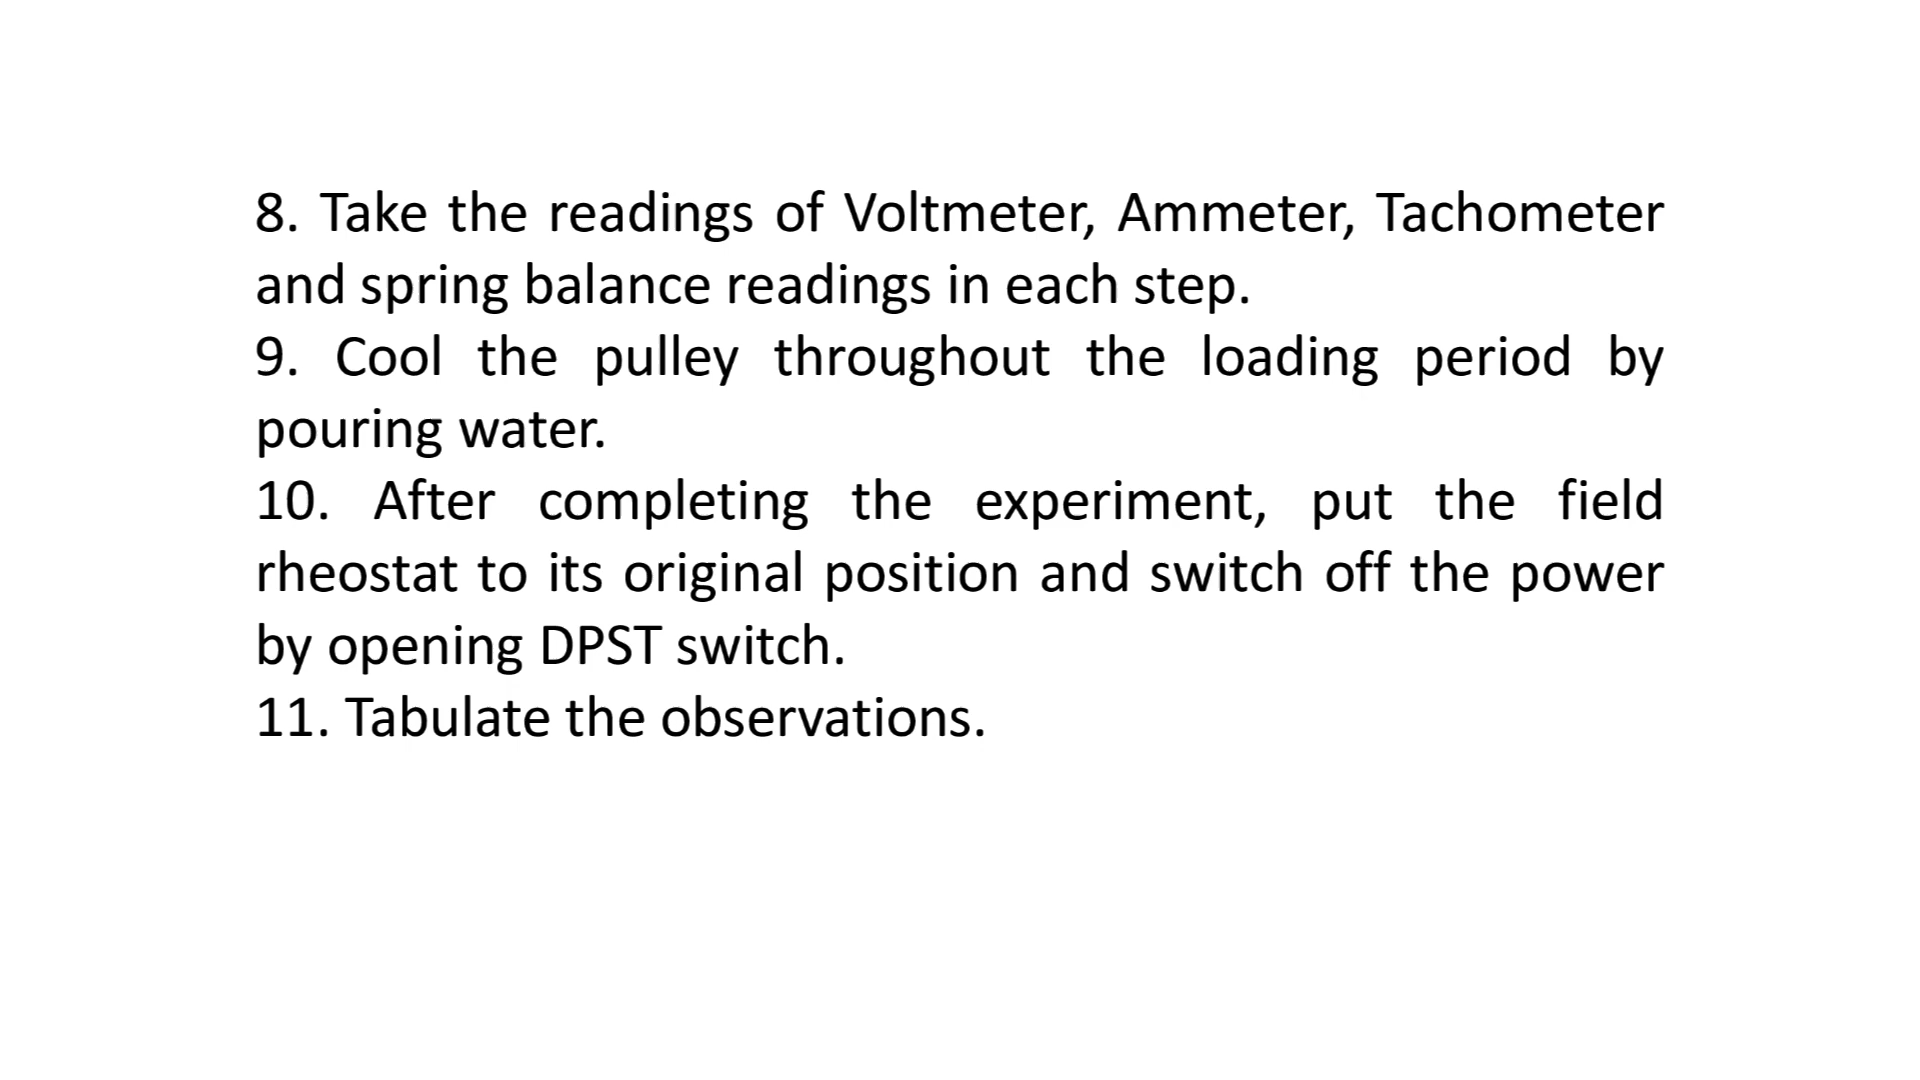 8. Take the readings of Voltmeter, Ammeter, Tachometer
and spring balance readings in each step.
9. Cool the pulley throughout the loading period by
pouring water.
10. After completing the experiment, put the field
rheostat to its original position and switch off the power
by opening DPST switch.
11. Tabulate the observations.